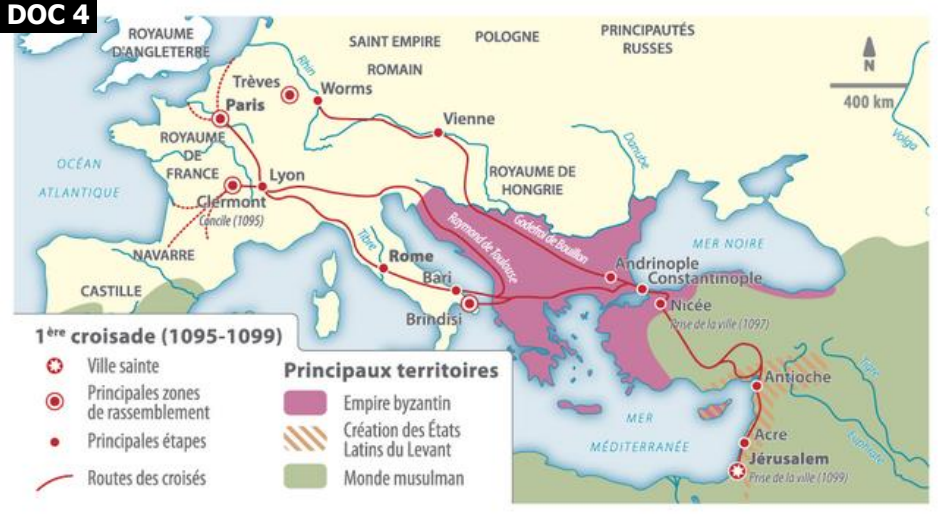 DOC 4
ROYAUME
D'ANGLETERRE
SAINT EMPIRE
ROMAIN
POLOGNE
PRINCIPAUTÉS
RUSSES
N
400 km
Volga
Rhin
Trèves
Worms
Paris
Vienne
Danube
ROYAUME
DE
FRANCE
ROYAUME DE
HONGRIE
OCÉAN
ATLANTIQUE
Lyon
Clermont
Concile (1095)
Raymond de Toulouse
Godefroi de Bouillon
MER NOIRE
NAVARRE
CASTILLE
Tibre
Rome
Bari
Brindisi
Andrinople
Constantinople
Nicée
Prise de la ville (1097)
Tigre
Euphrate
Antioche
MER
MÉDITERRANÉE
Acre
Jérusalem
Prise de la ville (1099)
1ère croisade (1095-1099)
Ville sainte
Principales zones
de rassemblement
Principales étapes
Routes des croisés
Principaux territoires
Empire byzantin
Création des États
Latins du Levant
Monde musulman